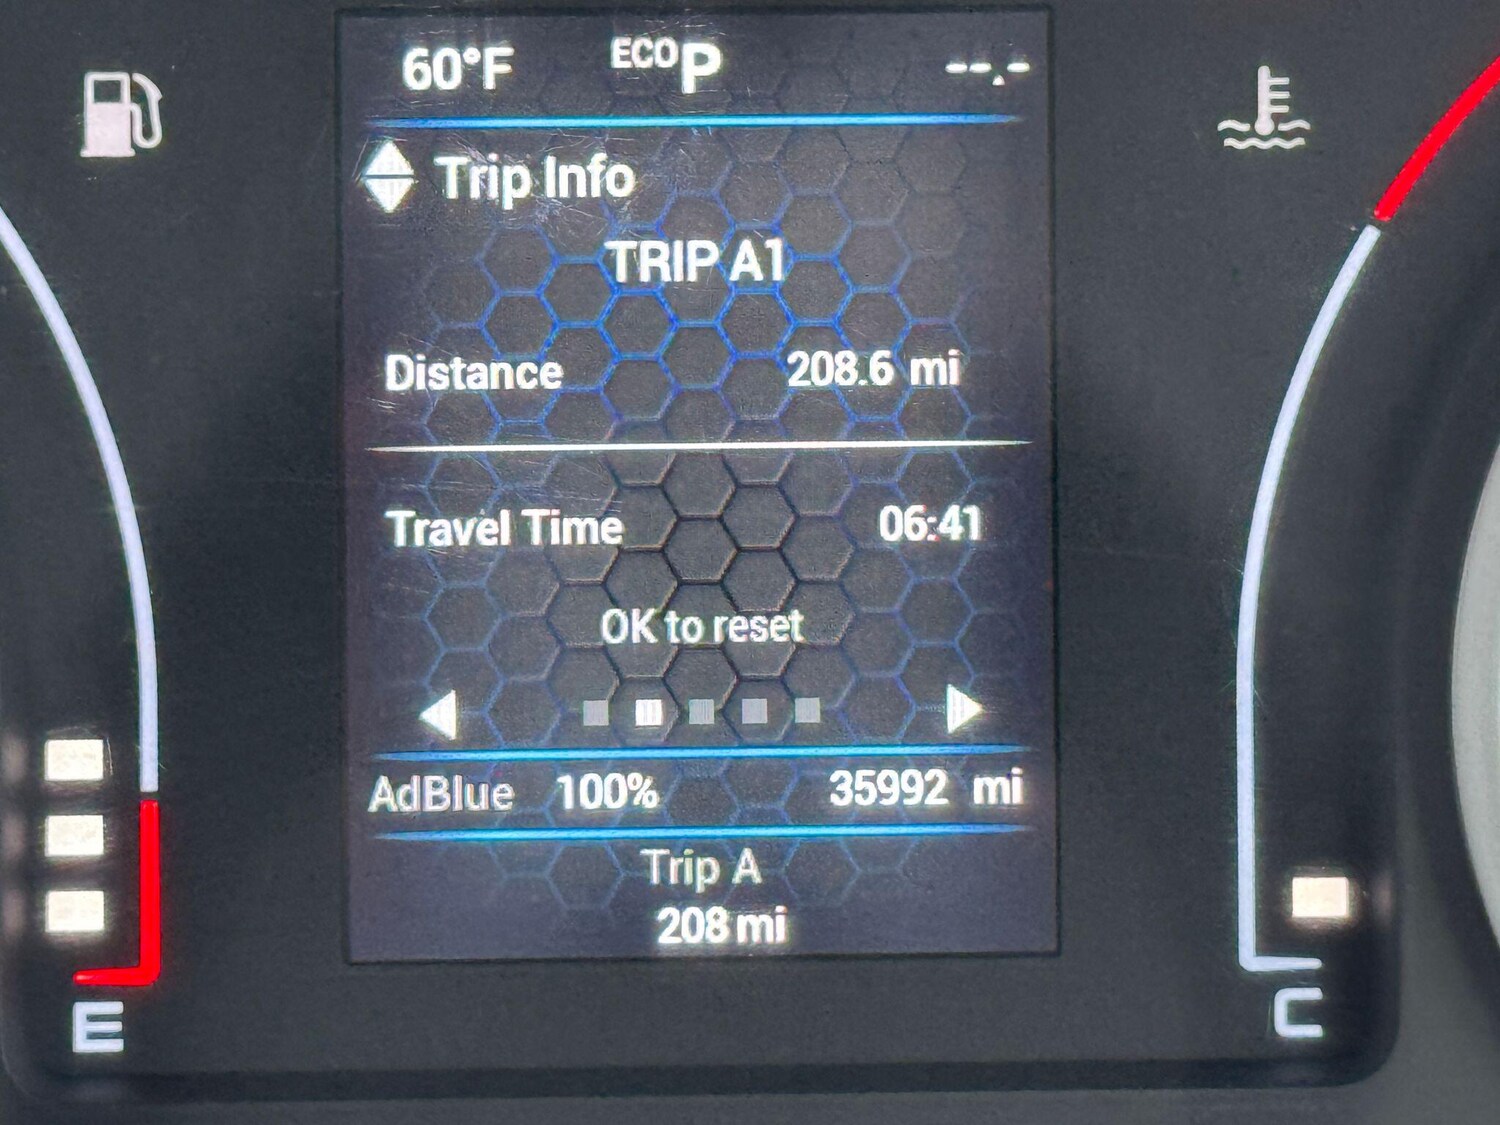 60°F ECO P --.-
Trip Info
TRIP A1
Distance 208.6 mi
Travel Time 06:41
OK to reset
AdBlue 100% 35992 mi
Trip A
208 mi
E C